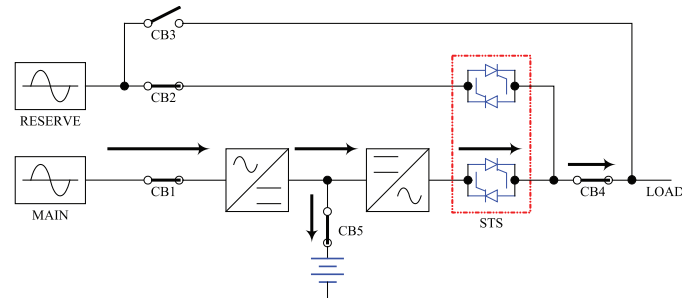 CB3
CB2
RESERVE
CB1
MAIN
CB4
LOAD
STS
CB5